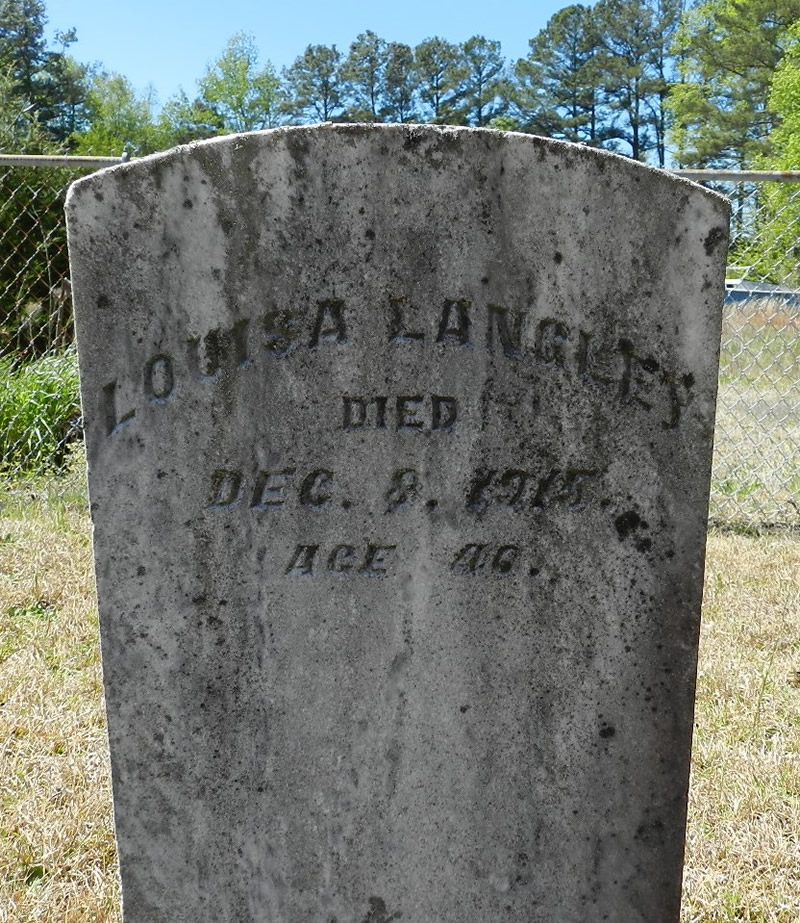 LOUISA LANGLEY
DIED
DEC. 8. 1915.
AGE 46.